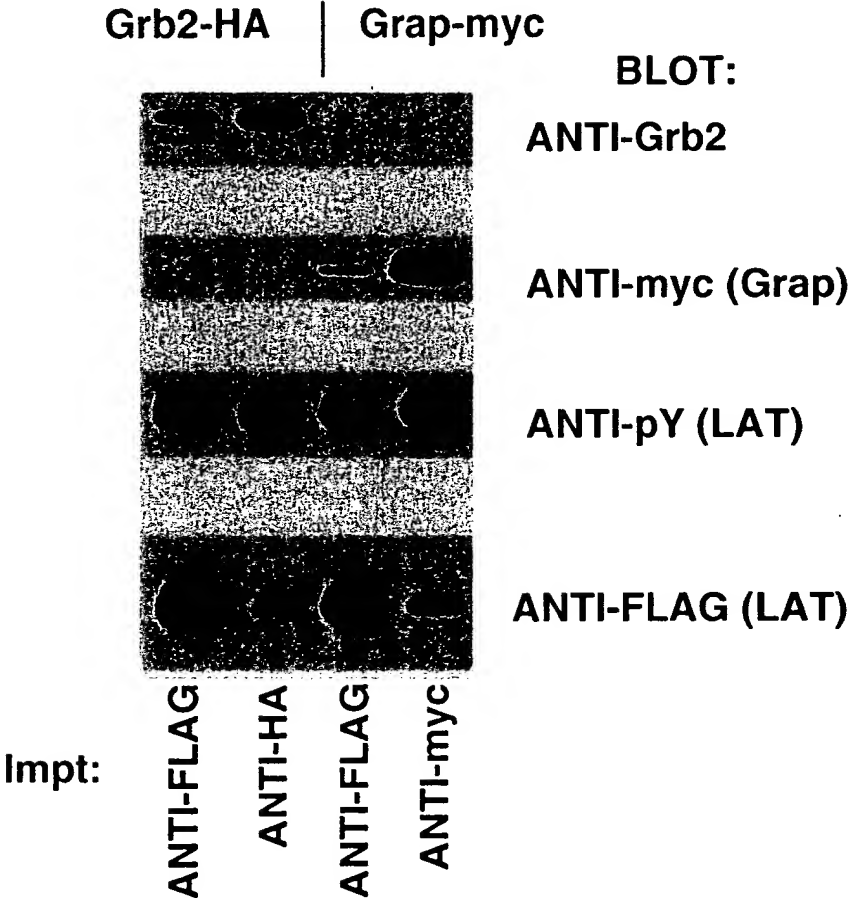 Grb2-HA | Grap-myc
BLOT:
ANTI-Grb2
ANTI-myc (Grap)
ANTI-pY (LAT)
ANTI-FLAG (LAT)
Impt:
ANTI-FLAG
ANTI-HA
ANTI-FLAG
ANTI-myc